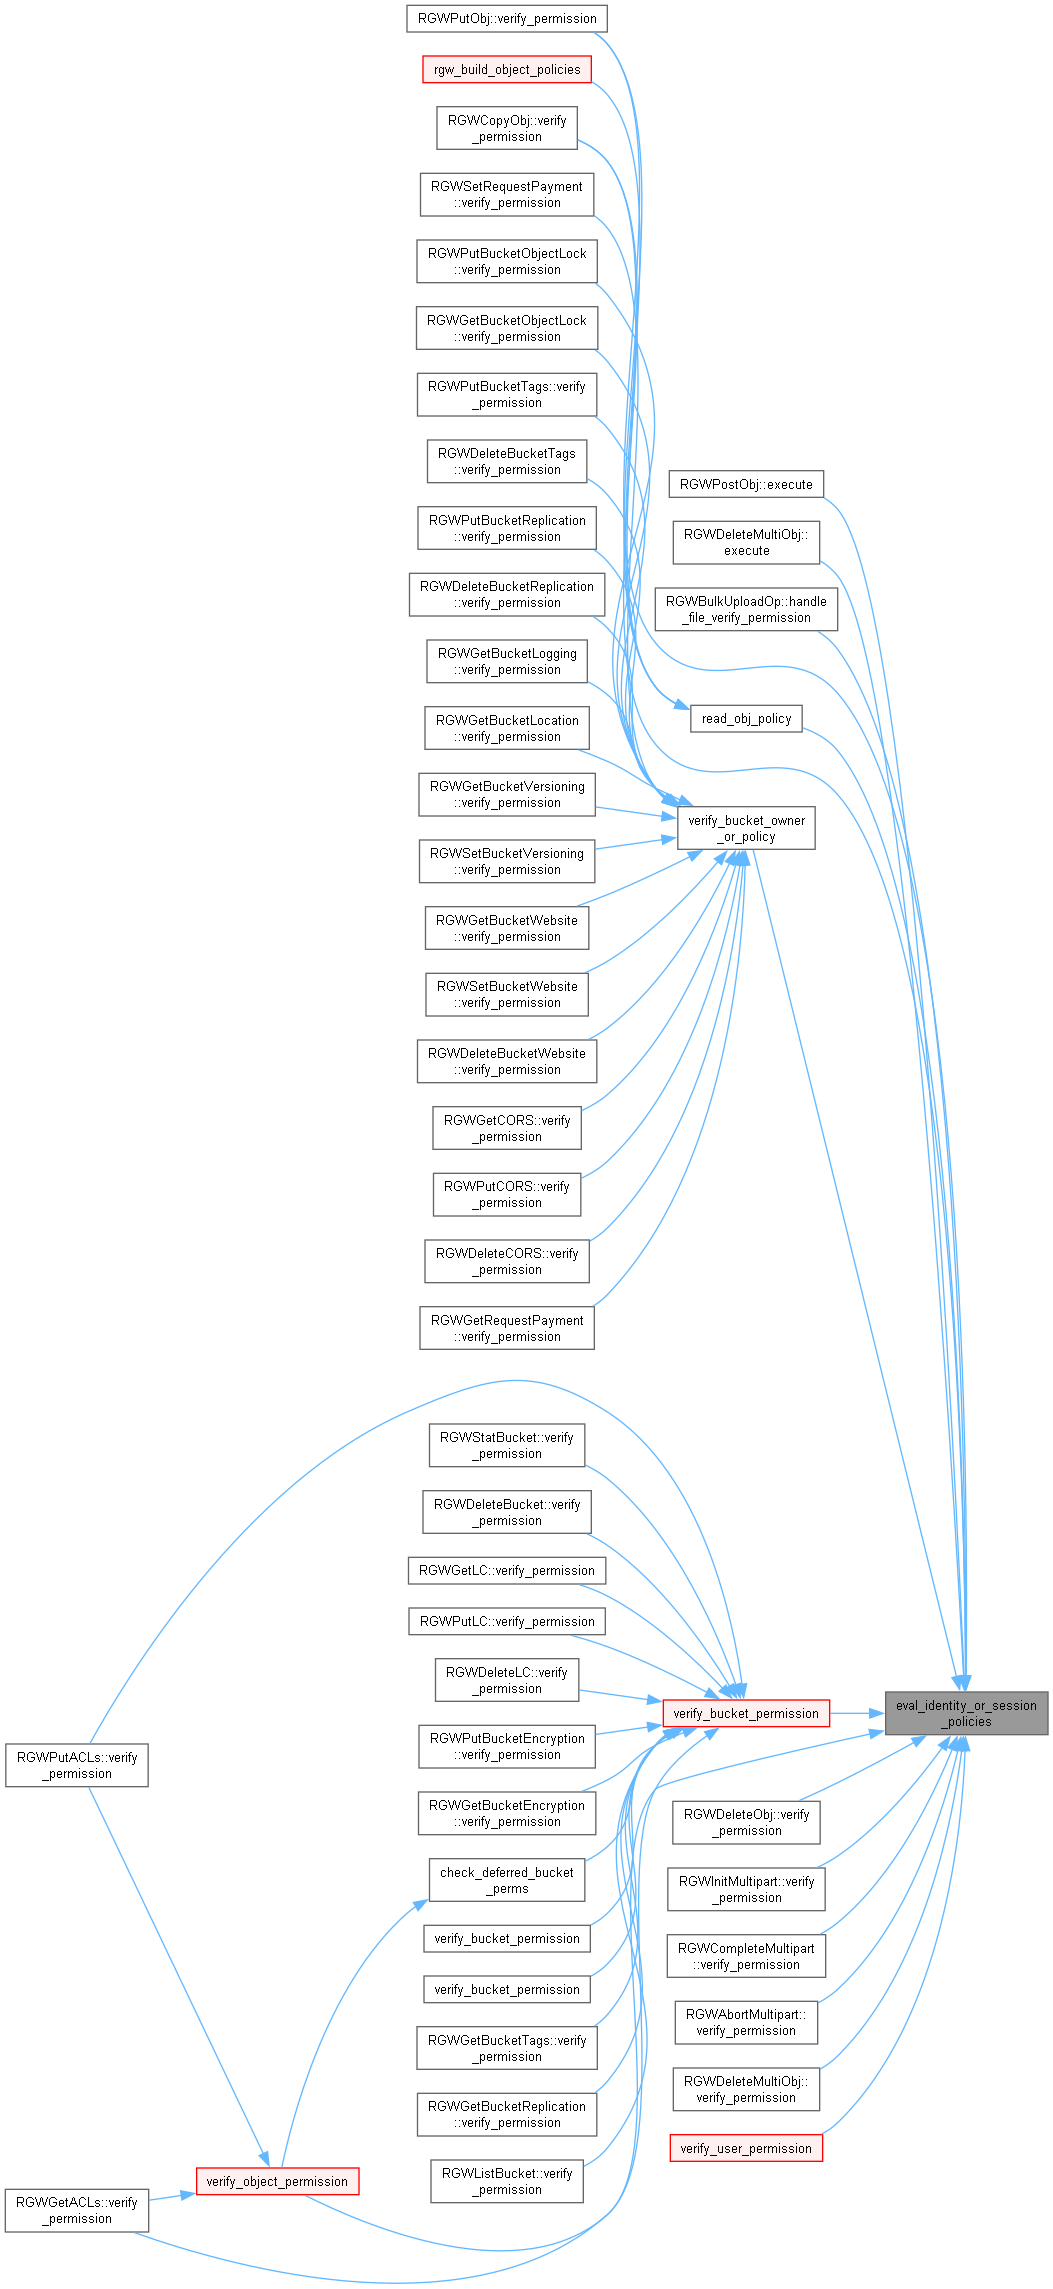 RGWPutObj::verify_permission
rgw_build_object_policies
RGWCopyObj::verify
_permission
RGWSetRequestPayment
::verify_permission
RGWPutBucketObjectLock
::verify_permission
RGWGetBucketObjectLock
::verify_permission
RGWPutBucketTags::verify
_permission
RGWDeleteBucketTags
::verify_permission
RGWPutBucketReplication
::verify_permission
RGWDeleteBucketReplication
::verify_permission
RGWGetBucketLogging
::verify_permission
RGWGetBucketLocation
::verify_permission
RGWGetBucketVersioning
::verify_permission
RGWSetBucketVersioning
::verify_permission
RGWGetBucketWebsite
::verify_permission
RGWSetBucketWebsite
::verify_permission
RGWDeleteBucketWebsite
::verify_permission
RGWGetCORS::verify
_permission
RGWPutCORS::verify
_permission
RGWDeleteCORS::verify
_permission
RGWGetRequestPayment
::verify_permission
RGWPostObj::execute
RGWDeleteMultiObj::
execute
RGWBulkUploadOp::handle
_file_verify_permission
read_obj_policy
verify_bucket_owner
_or_policy
RGWStatBucket::verify
_permission
RGWDeleteBucket::verify
_permission
RGWGetLC::verify_permission
RGWPutLC::verify_permission
RGWDeleteLC::verify
_permission
RGWPutBucketEncryption
::verify_permission
RGWGetBucketEncryption
::verify_permission
check_deferred_bucket
_perms
verify_bucket_permission
verify_bucket_permission
RGWGetBucketTags::verify
_permission
RGWGetBucketReplication
::verify_permission
RGWListBucket::verify
_permission
RGWPutACLs::verify
_permission
verify_object_permission
RGWGetACLs::verify
_permission
verify_bucket_permission
eval_identity_or_session
_policies
RGWDeleteObj::verify
_permission
RGWInitMultipart::verify
_permission
RGWCompleteMultipart
::verify_permission
RGWAbortMultipart::
verify_permission
RGWDeleteMultiObj::
verify_permission
verify_user_permission